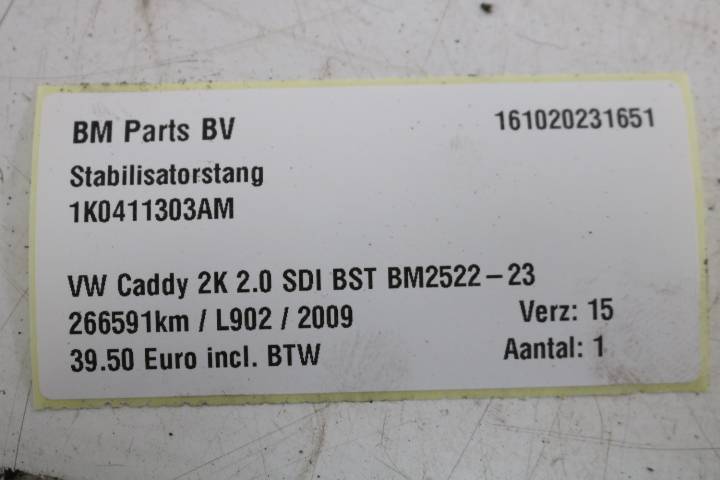 BM Parts BV 161020231651
Stabilisatorstang
1K0411303AM
VW Caddy 2K 2.0 SDI BST BM2522-23
266591km / L902 / 2009 Verz: 15
39.50 Euro incl. BTW Aantal: 1